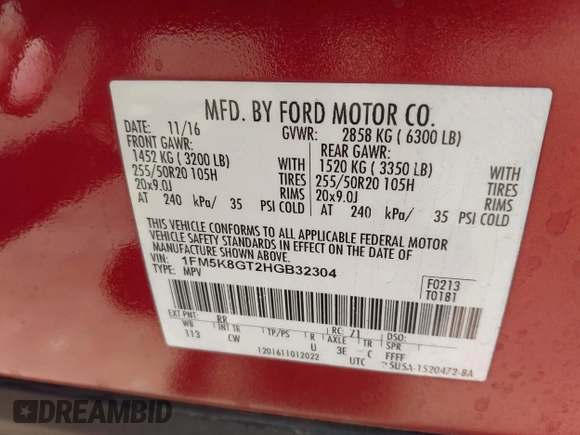 MFD. BY FORD MOTOR CO.
DATE: 11/16 GVWR: 2858 KG ( 6300 LB)
FRONT GAWR: REAR GAWR:
1452 KG ( 3200 LB) WITH 1520 KG ( 3350 LB) WITH
255/50R20 105H TIRES 255/50R20 105H TIRES
20x9.0J RIMS 20x9.0J RIMS
AT 240 kPa/ 35 PSI COLD AT 240 kPa/ 35 PSI COLD
THIS VEHICLE CONFORMS TO ALL APPLICABLE FEDERAL MOTOR
VEHICLE SAFETY STANDARDS IN EFFECT ON THE DATE OF
MANUFACTURE SHOWN ABOVE.
VIN: 1FM5K8GT2HGB32304
TYPE: MPV
F0213
T0181
EXT PNT: RR RC: 71 DSO:
WB INT TR TP/PS R AXLE TR SPR
113 CW U 3E C FFFF
1201611012022 UTC
5USA-1520472-BA
DREAMBID